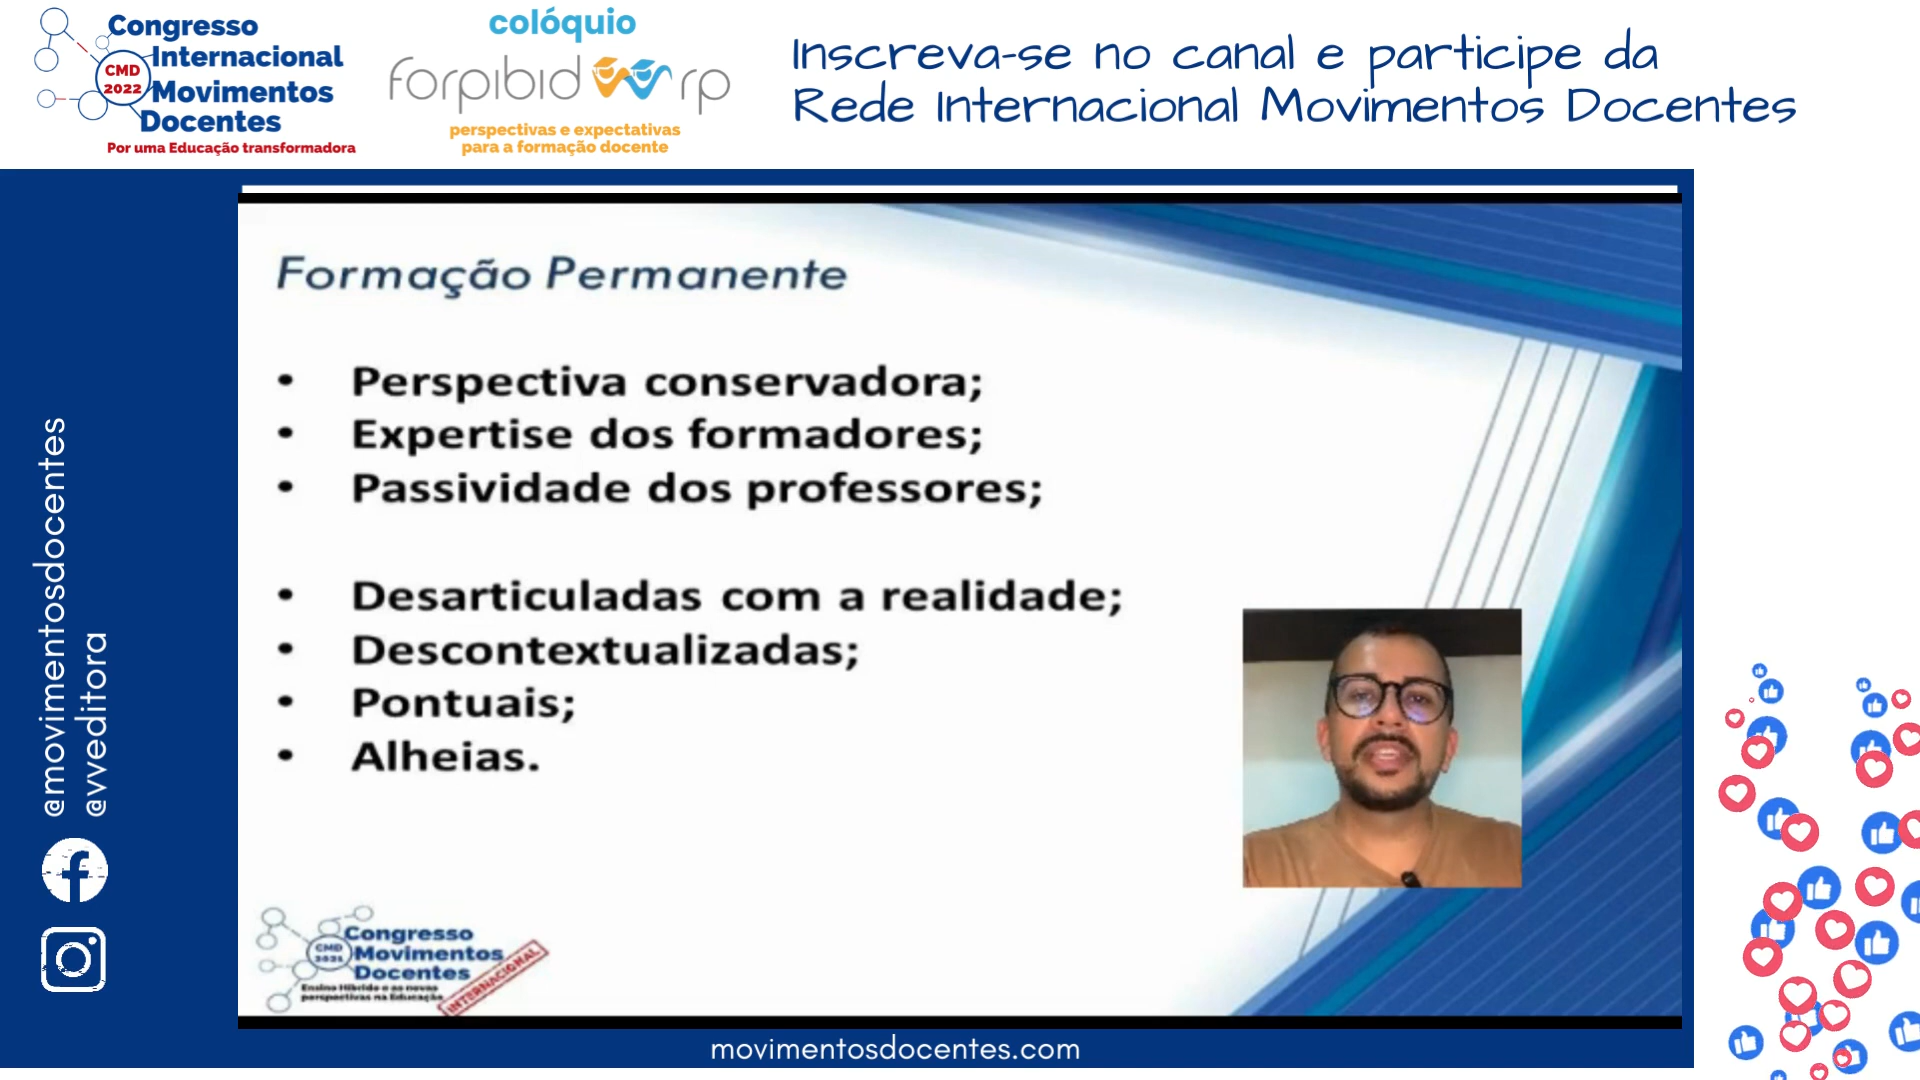 Congresso
Internacional
CMD
2022
Movimentos
Docentes
Por uma Educação transformadora
colóquio
forpibid rp
perspectivas e expectativas
para a formação docente
Inscreva-se no canal e participe da
Rede Internacional Movimentos Docentes
@movimentosdocentes
@vveditora
Formação Permanente
• Perspectiva conservadora;
• Expertise dos formadores;
• Passividade dos professores;
• Desarticuladas com a realidade;
• Descontextualizadas;
• Pontuais;
• Alheias.
Congresso
CMD
2021
Movimentos
Docentes
Ensino Híbrido e as novas
perspectivas na Educação
INTERNACIONAL
movimentosdocentes.com